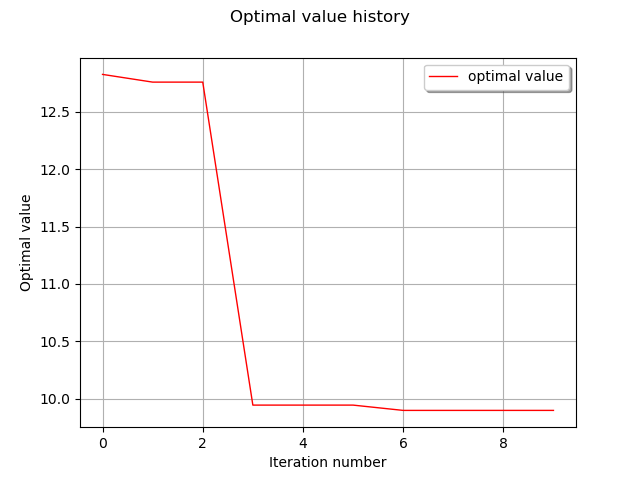 Optimal value history
optimal value
12.5
12.0
11.5
11.0
10.5
10.0
Optimal value
0 2 4 6 8
Iteration number